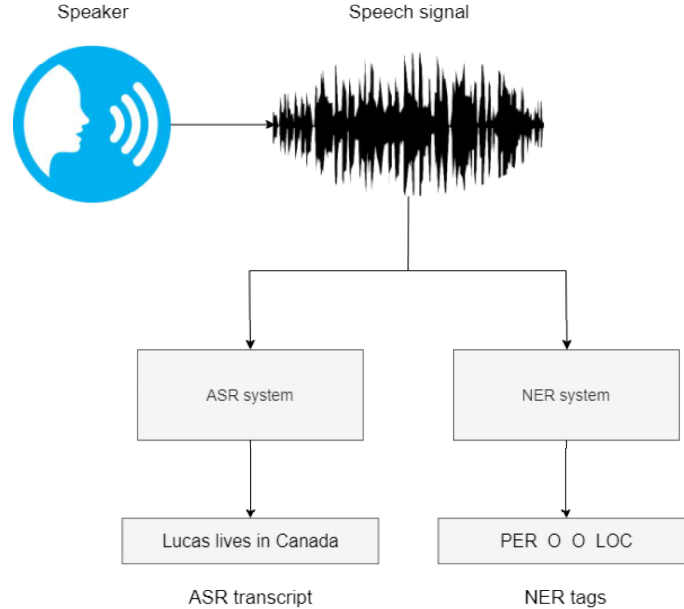 Speaker
Speech signal
ASR system
NER system
Lucas lives in Canada
PER O O LOC
ASR transcript
NER tags